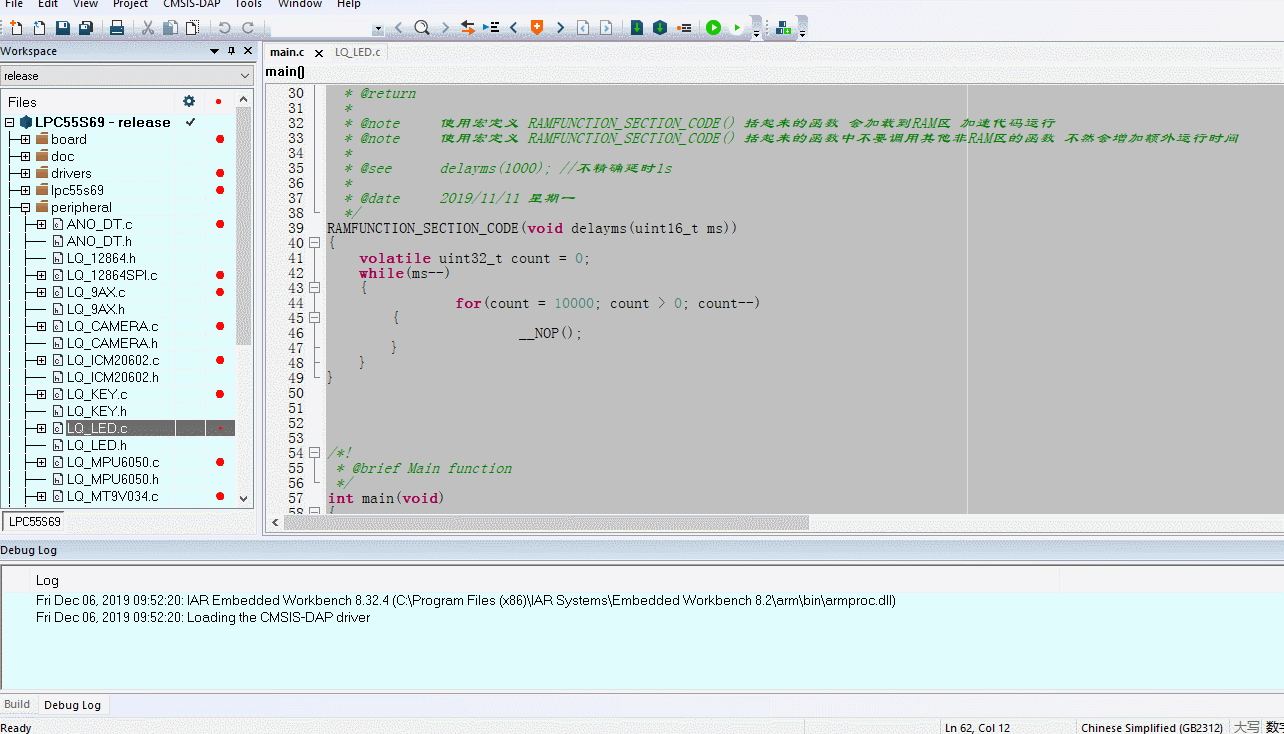 File Edit View Project CMSIS-DAP Tools Window Help
Workspace
release
Files
LPC55S69 - release
board
doc
drivers
lpc55s69
peripheral
ANO_DT.c
ANO_DT.h
LQ_12864.h
LQ_12864SPI.c
LQ_9AX.c
LQ_9AX.h
LQ_CAMERA.c
LQ_CAMERA.h
LQ_ICM20602.c
LQ_ICM20602.h
LQ_KEY.c
LQ_KEY.h
LQ_LED.c
LQ_LED.h
LQ_MPU6050.c
LQ_MPU6050.h
LQ_MT9V034.c
LPC55S69
main.c LQ_LED.c
main()
30 * @return
31 *
32 * @note 使用宏定义 RAMFUNCTION_SECTION_CODE() 括起来的函数 会加载到RAM区 加速代码运行
33 * @note 使用宏定义 RAMFUNCTION_SECTION_CODE() 括起来的函数中不要调用其他非RAM区的函数 不然会增加额外运行时间
34 *
35 * @see delayms(1000); //不精确延时1s
36 *
37 * @date 2019/11/11 星期一
38 */
39 RAMFUNCTION_SECTION_CODE(void delayms(uint16_t ms))
40 {
41 volatile uint32_t count = 0;
42 while(ms--)
43 {
44 for(count = 10000; count > 0; count--)
45 {
46 __NOP();
47 }
48 }
49 }
50
51
52
53
54 /*!
55 * @brief Main function
56 */
57 int main(void)
58 {
Debug Log
Log
Fri Dec 06, 2019 09:52:20: IAR Embedded Workbench 8.32.4 (C:\Program Files (x86)\IAR Systems\Embedded Workbench 8.2\arm\bin\armproc.dll)
Fri Dec 06, 2019 09:52:20: Loading the CMSIS-DAP driver
Build Debug Log
Ready Ln 62, Col 12 Chinese Simplified (GB2312) 大写 数字